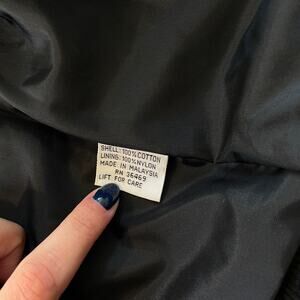 SHELL: 100% COTTON
LINING: 100% NYLON
MADE IN MALAYSIA
RN 36469
LIFT FOR CARE